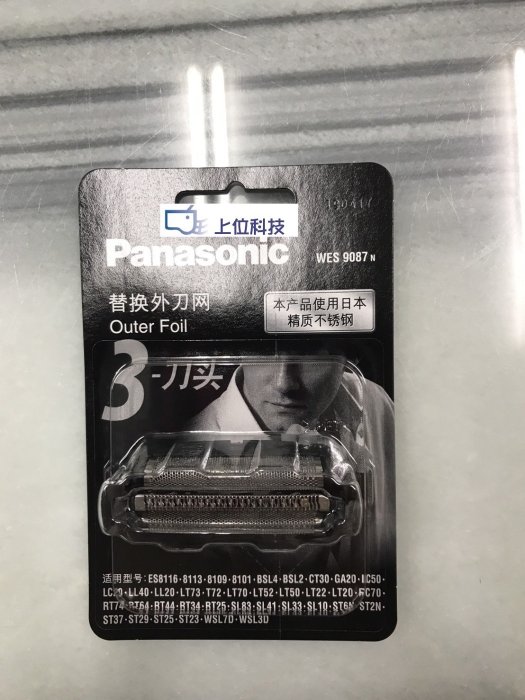 190417
上位科技
Panasonic
WES 9087 N
替换外刀网
Outer Foil
本产品使用日本
精质不锈钢
3-刀头
适用型号: ES8116·8113·8109·8101·BSL4·BSL2·CT30·GA20·LC50·
LL40·LL20·LT73·T72·LT70·LT52·LT50·LT22·LT20·RC70·
RT74·RT64·RT44·RT34·RT25·SL83·SL41·SL33·SL10·ST6N·ST2N·
ST37·ST29·ST25·ST23·WSL7D·WSL3D